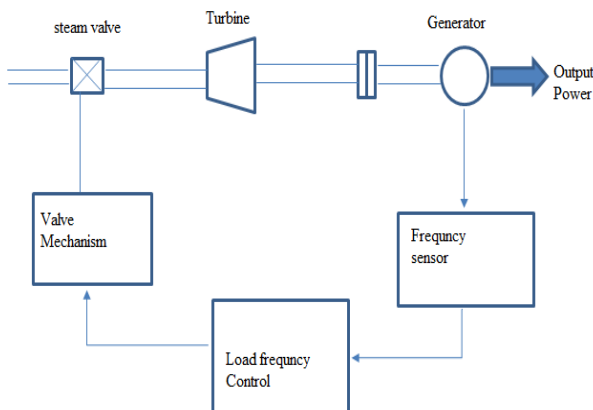 steam valve
Turbine
Generator
Output
Power
Valve
Mechanism
Frequncy
sensor
Load frequncy
Control